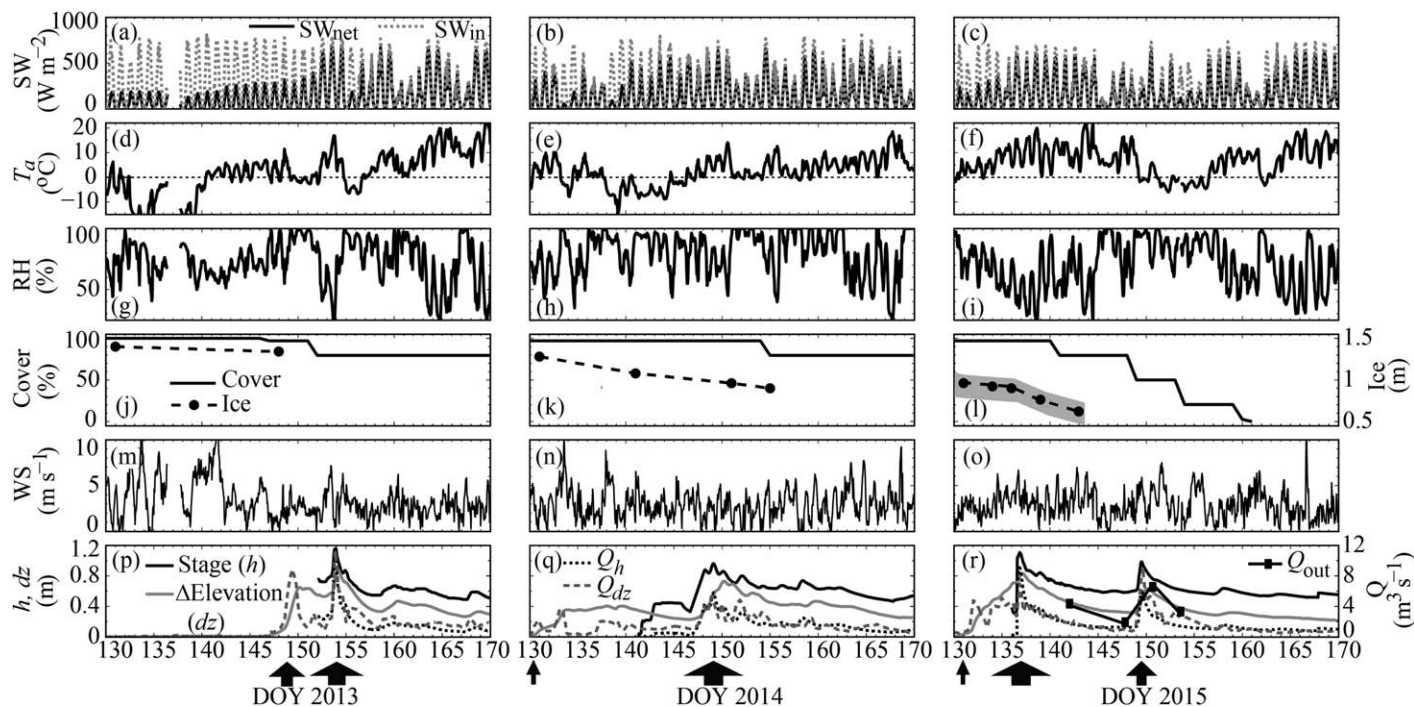 1000 (a) SWnet SWin (b) (c)
SW (W m−2) 500
0
20 (d) (e) (f)
Ta (oC) 10
0
−10
100 (g) (h) (i)
RH (%) 50
100 (j) Cover Ice (k) (l) 1.5
Cover (%) 50 1 Ice (m)
0 0.5
10 (m) (n) (o)
WS (m s−1) 5
0
1.2 (p) Stage (h) (q) Qh (r) Qout 12
h, dz (m) 0.8 ΔElevation (dz) Qdz 8 Q (m3 s−1)
0.4 4
0 0
130 135 140 145 150 155 160 165 170 130 135 140 145 150 155 160 165 170 130 135 140 145 150 155 160 165 170
DOY 2013 DOY 2014 DOY 2015